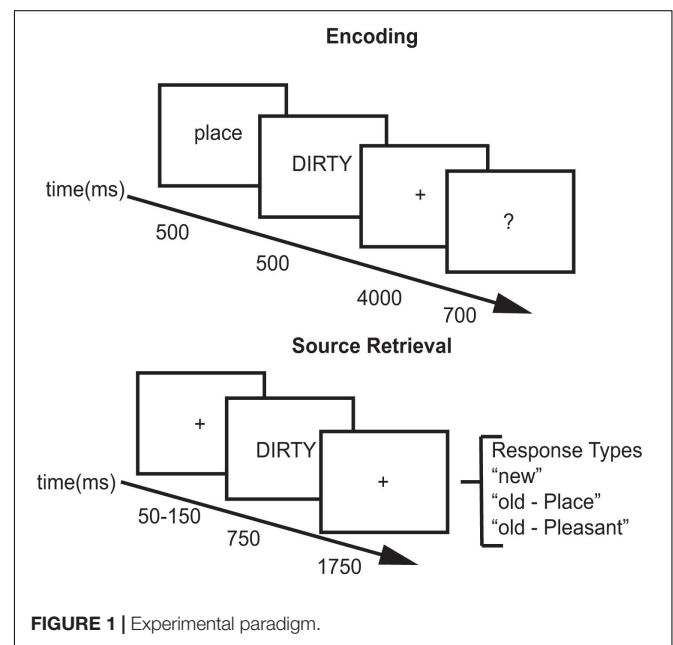 Encoding
place
DIRTY
+
?
time(ms)
500
500
4000
700
Source Retrieval
+
DIRTY
+
time(ms)
50-150
750
1750
Response Types
“new”
“old - Place”
“old - Pleasant”
FIGURE 1 | Experimental paradigm.